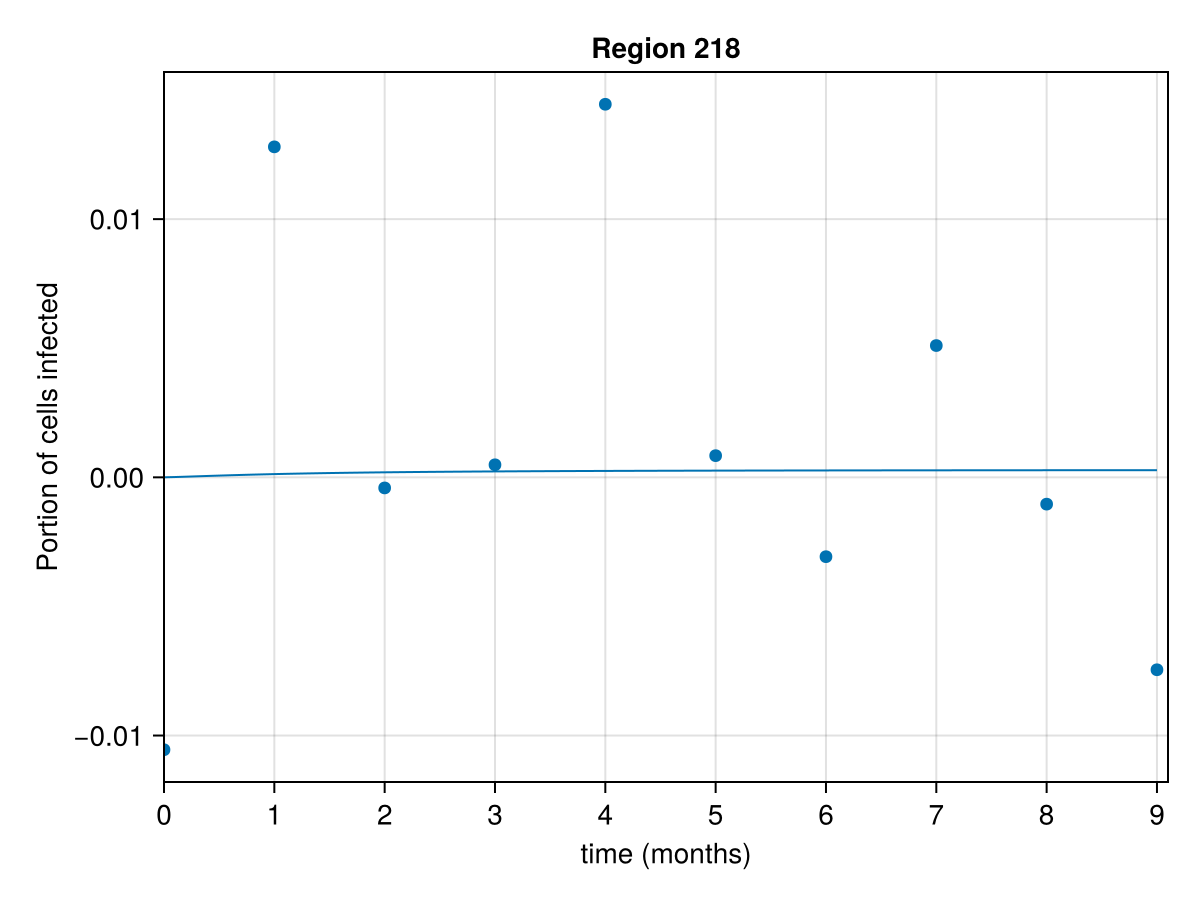 Region 218
Portion of cells infected
0.01
0.00
−0.01
0 1 2 3 4 5 6 7 8 9
time (months)